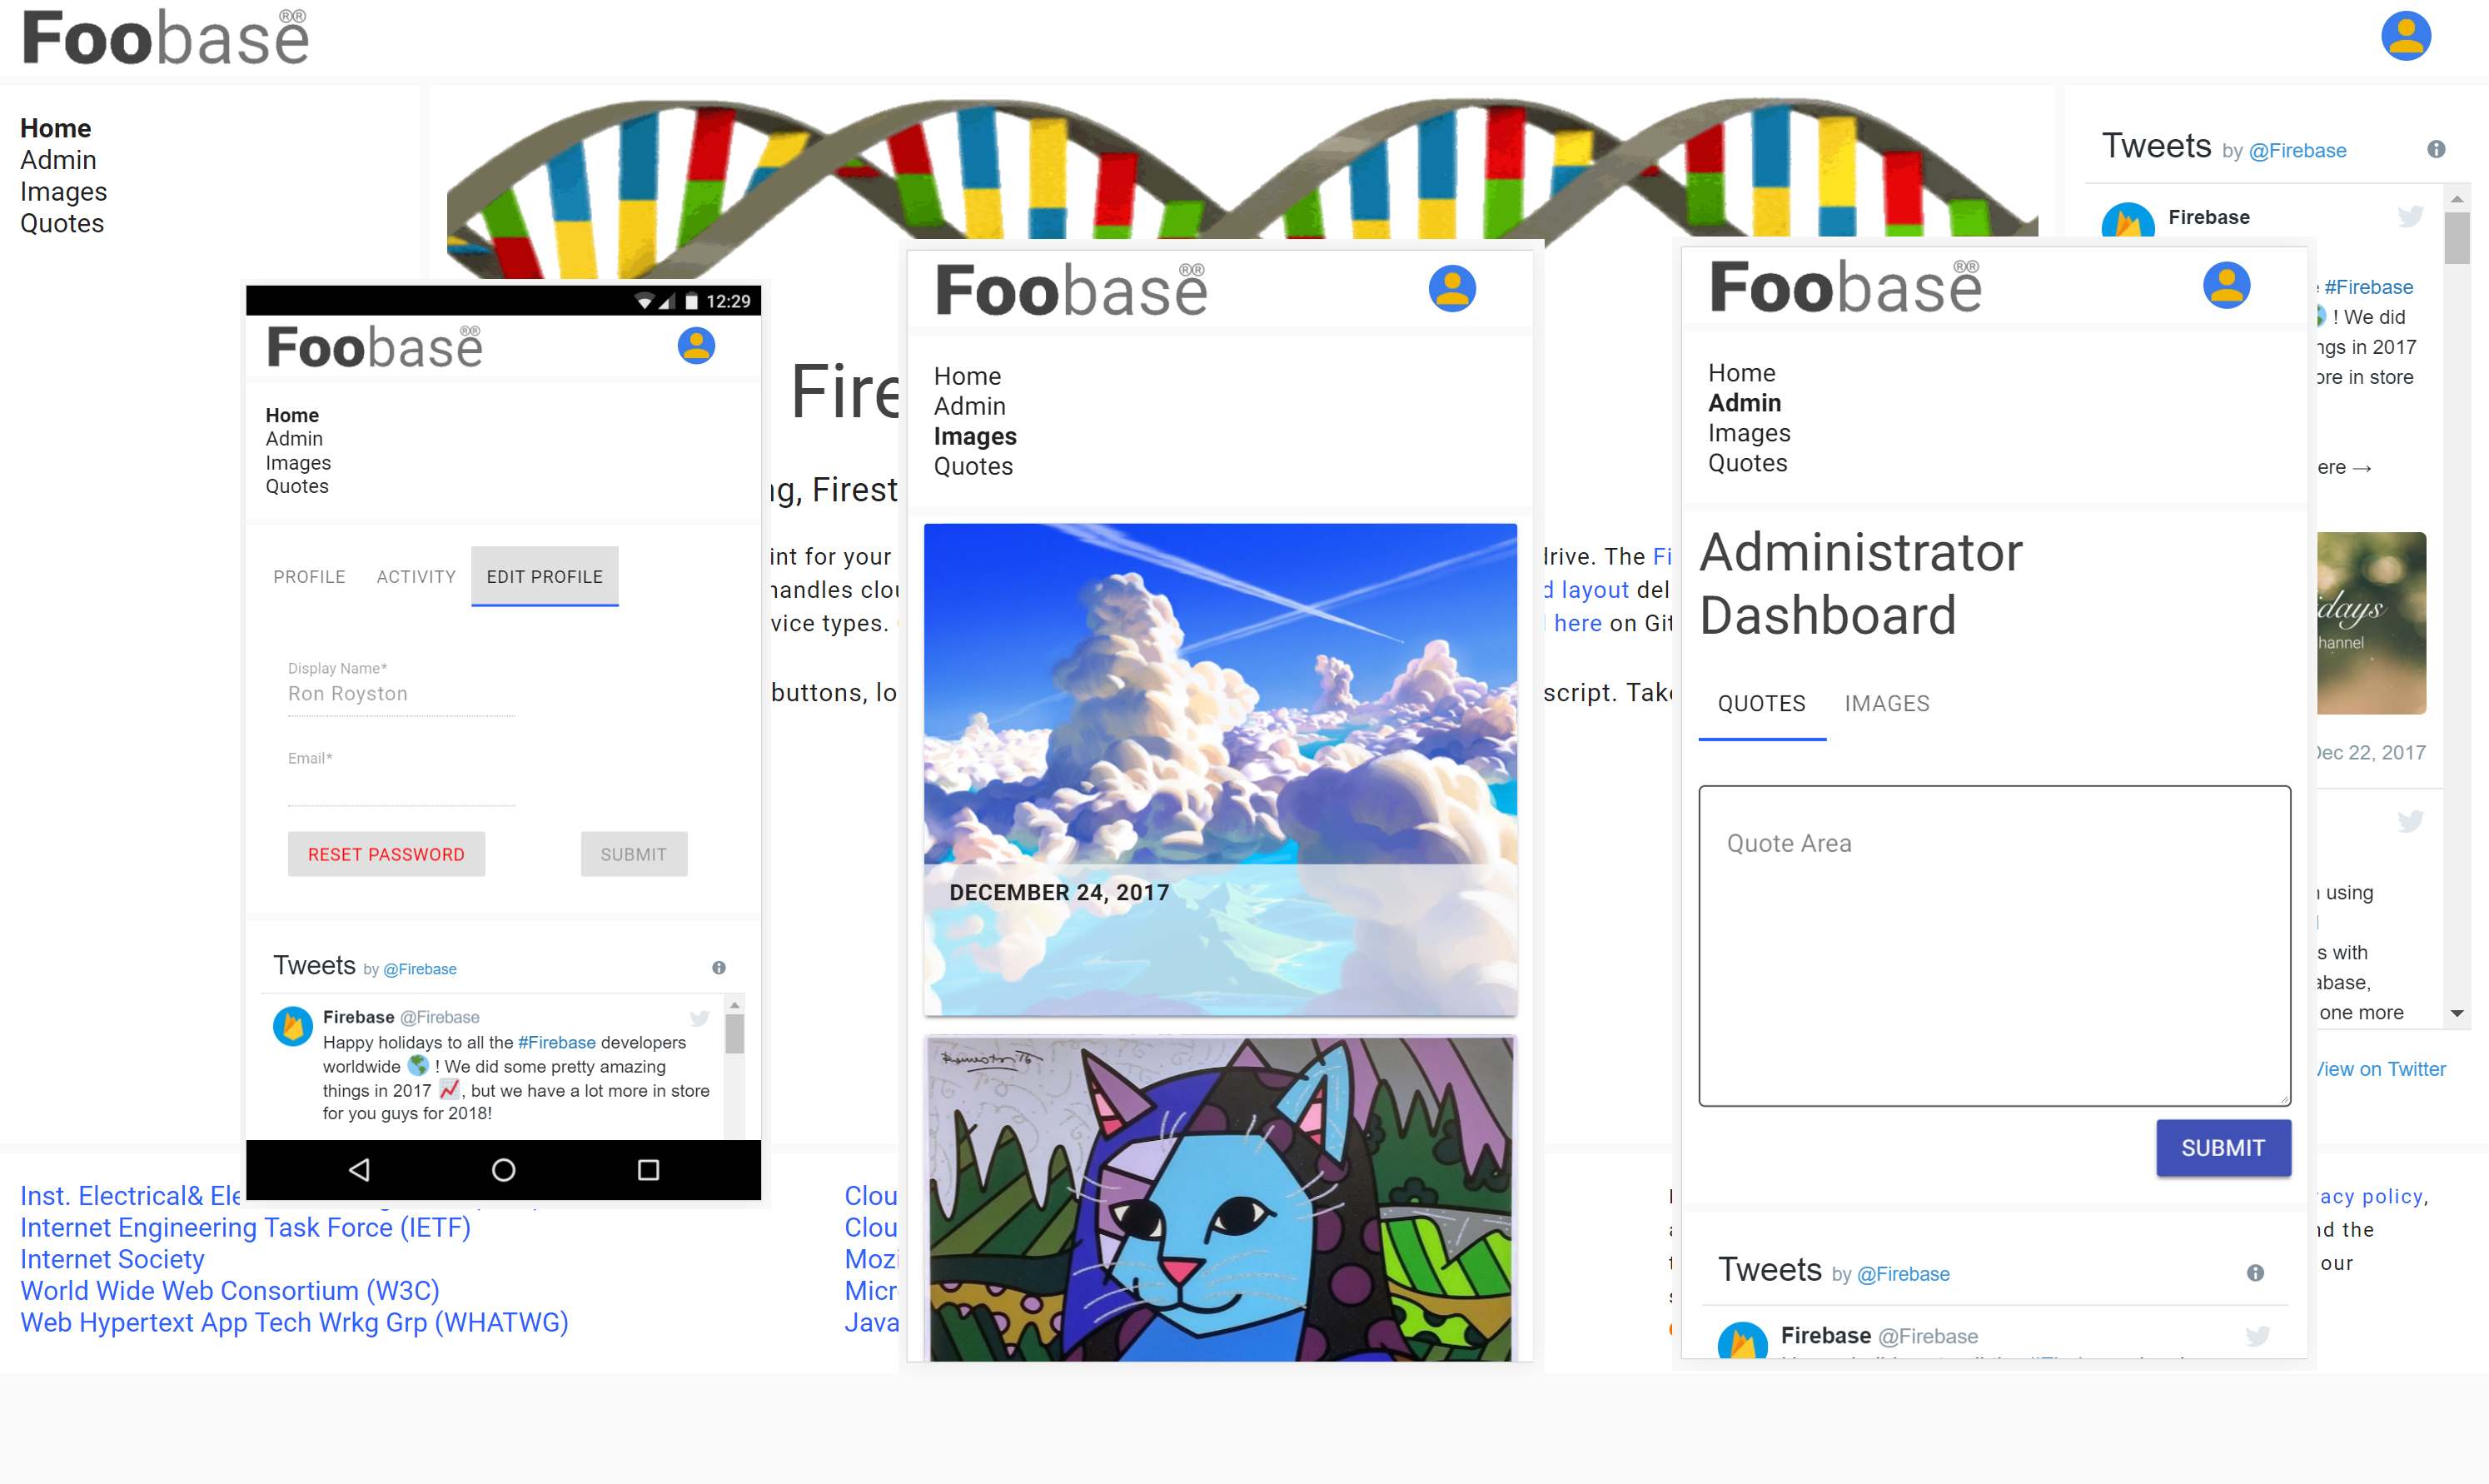 Foobase ®®
Home
Admin
Images
Quotes
Tweets by @Firebase
Firebase
#Firebase
! We did
ngs in 2017
ore in store
ere →
idays
hannel
Dec 22, 2017
using
s with
abase,
one more
View on Twitter
Fire
ng, Firest
int for your
handles clou
vice types.
buttons, lo
drive. The Fi
d layout del
here on Git
script. Take
12:29
Foobase ®®
Home
Admin
Images
Quotes
PROFILE ACTIVITY EDIT PROFILE
Display Name*
Ron Royston
Email*
RESET PASSWORD SUBMIT
Tweets by @Firebase
Firebase @Firebase
Happy holidays to all the #Firebase developers
worldwide 🌎 ! We did some pretty amazing
things in 2017 📈, but we have a lot more in store
for you guys for 2018!
Foobase ®®
Home
Admin
Images
Quotes
DECEMBER 24, 2017
Foobase ®®
Home
Admin
Images
Quotes
Administrator
Dashboard
QUOTES IMAGES
Quote Area
SUBMIT
Tweets by @Firebase
Firebase @Firebase
Inst. Electrical& Ele
Internet Engineering Task Force (IETF)
Internet Society
World Wide Web Consortium (W3C)
Web Hypertext App Tech Wrkg Grp (WHATWG)
Clou
Clou
Mozi
Micr
Java
acy policy,
nd the
our